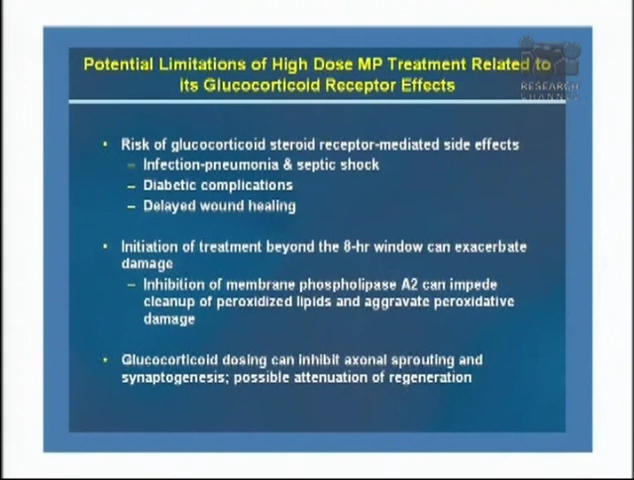 Potential Limitations of High Dose MP Treatment Related to
its Glucocorticoid Receptor Effects
RESEARCH
CHANNEL
• Risk of glucocorticoid steroid receptor-mediated side effects
– Infection-pneumonia & septic shock
– Diabetic complications
– Delayed wound healing
• Initiation of treatment beyond the 8-hr window can exacerbate
damage
– Inhibition of membrane phospholipase A2 can impede
cleanup of peroxidized lipids and aggravate peroxidative
damage
• Glucocorticoid dosing can inhibit axonal sprouting and
synaptogenesis; possible attenuation of regeneration